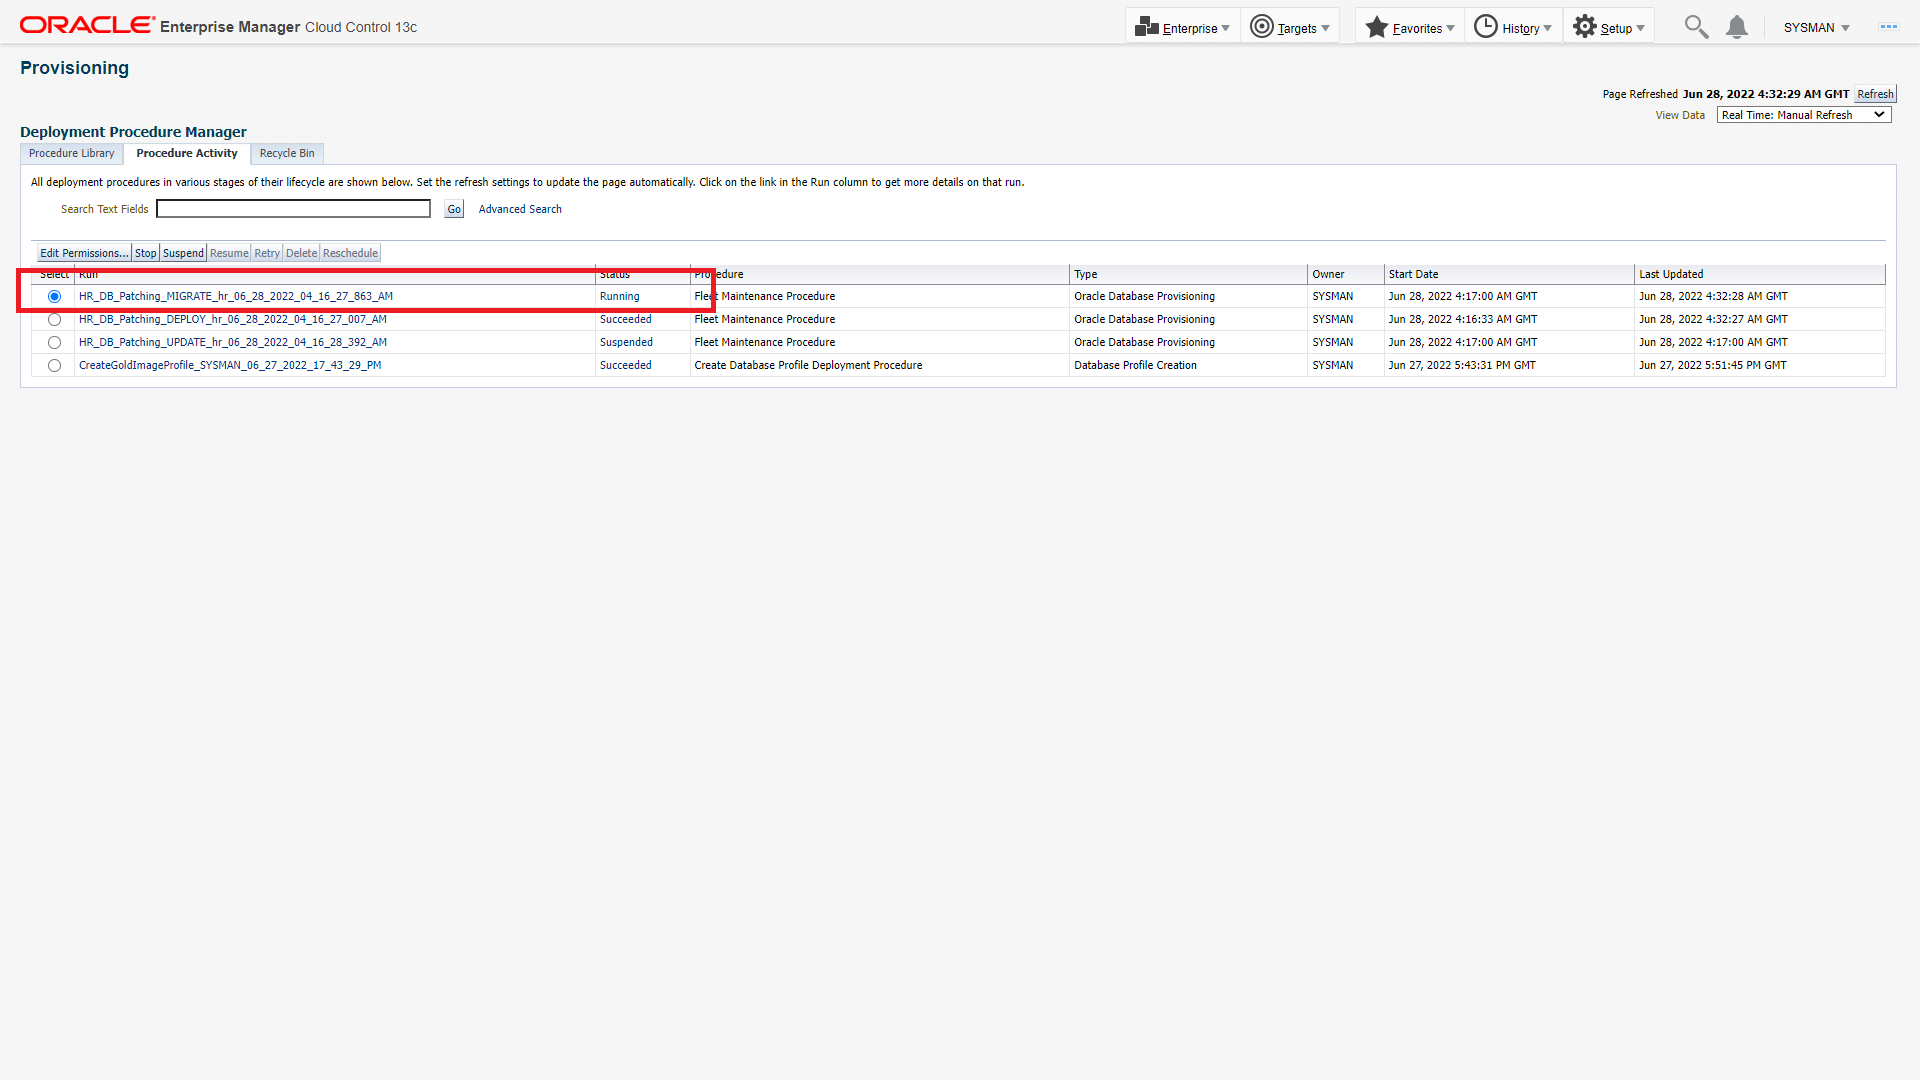 ORACLE Enterprise Manager Cloud Control 13c Enterprise Targets Favorites History Setup SYSMAN
Provisioning
Page Refreshed Jun 28, 2022 4:32:29 AM GMT Refresh
View Data Real Time: Manual Refresh
Deployment Procedure Manager
Procedure Library Procedure Activity Recycle Bin
All deployment procedures in various stages of their lifecycle are shown below. Set the refresh settings to update the page automatically. Click on the link in the Run column to get more details on that run.
Search Text Fields Go Advanced Search
Edit Permissions... Stop Suspend Resume Retry Delete Reschedule
Select Run Status Procedure Type Owner Start Date Last Updated
HR_DB_Patching_MIGRATE_hr_06_28_2022_04_16_27_863_AM Running Fleet Maintenance Procedure Oracle Database Provisioning SYSMAN Jun 28, 2022 4:17:00 AM GMT Jun 28, 2022 4:32:28 AM GMT
HR_DB_Patching_DEPLOY_hr_06_28_2022_04_16_27_007_AM Succeeded Fleet Maintenance Procedure Oracle Database Provisioning SYSMAN Jun 28, 2022 4:16:33 AM GMT Jun 28, 2022 4:32:27 AM GMT
HR_DB_Patching_UPDATE_hr_06_28_2022_04_16_28_392_AM Suspended Fleet Maintenance Procedure Oracle Database Provisioning SYSMAN Jun 28, 2022 4:17:00 AM GMT Jun 28, 2022 4:17:00 AM GMT
CreateGoldImageProfile_SYSMAN_06_27_2022_17_43_29_PM Succeeded Create Database Profile Deployment Procedure Database Profile Creation SYSMAN Jun 27, 2022 5:43:31 PM GMT Jun 27, 2022 5:51:45 PM GMT